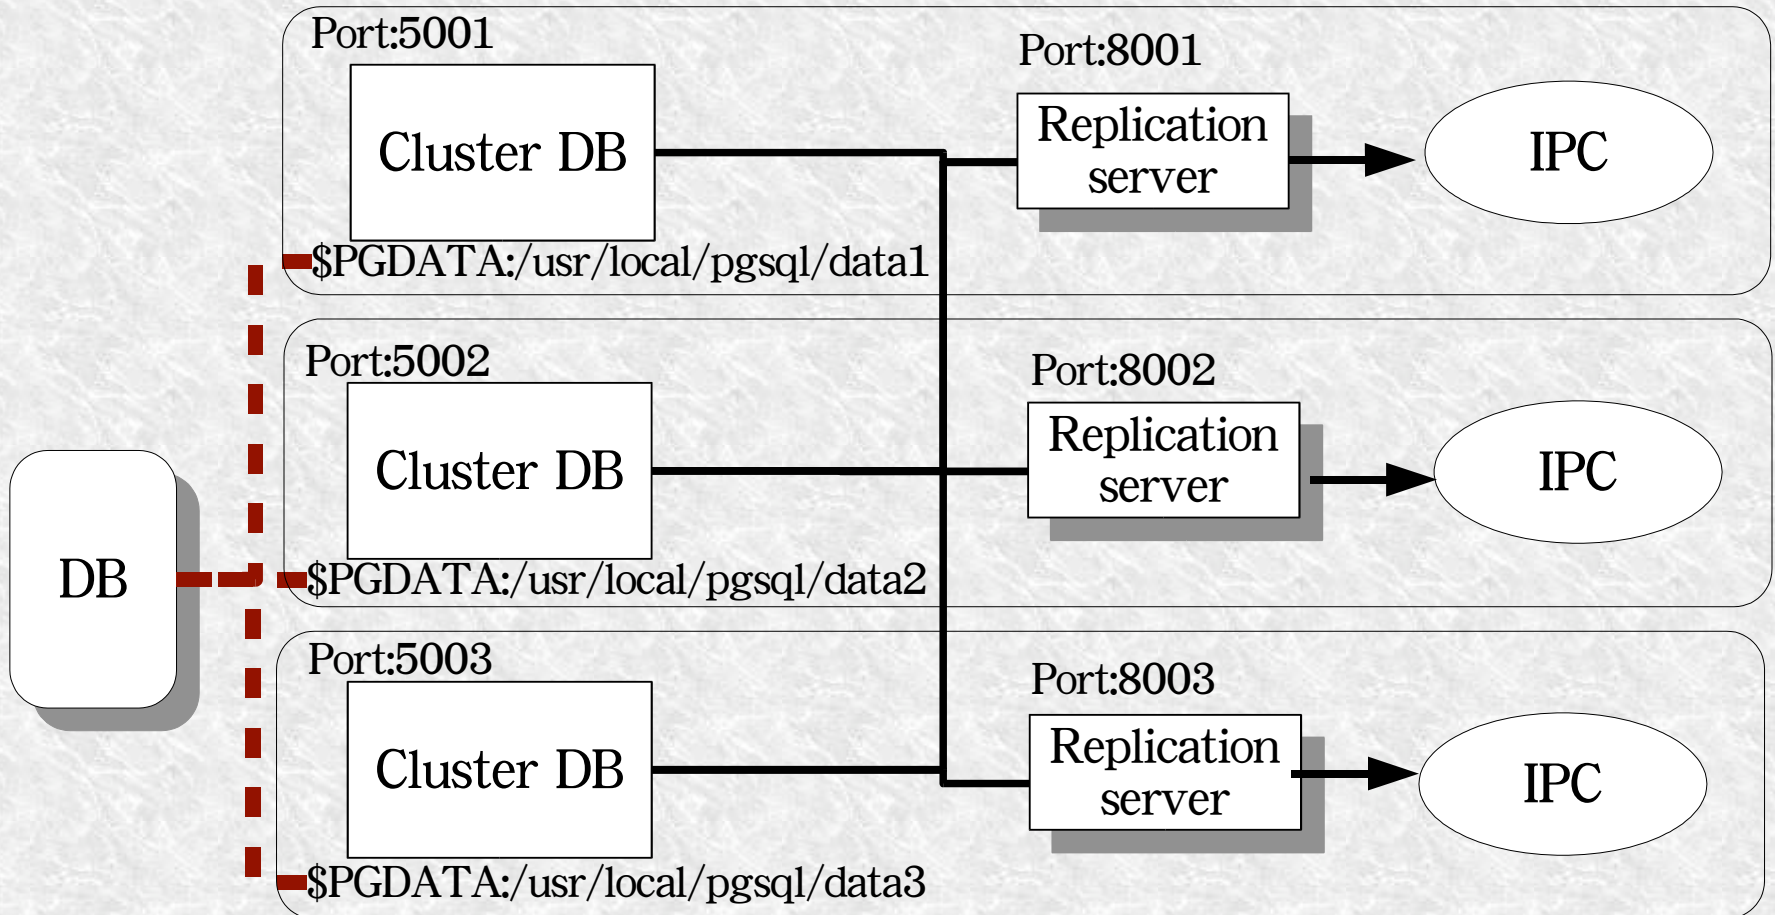 Port:5001
Port:8001
Cluster DB
Replication
server
IPC
$PGDATA:/usr/local/pgsql/data1
Port:5002
Port:8002
Cluster DB
Replication
server
IPC
DB
$PGDATA:/usr/local/pgsql/data2
Port:5003
Port:8003
Cluster DB
Replication
server
IPC
$PGDATA:/usr/local/pgsql/data3